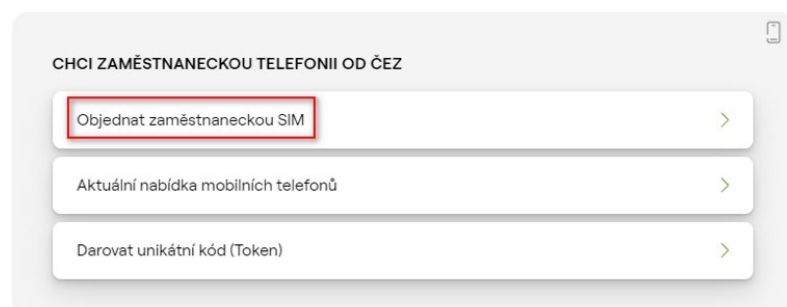 CHCI ZAMĚSTNANECKOU TELEFONII OD ČEZ
Objednat zaměstnaneckou SIM
Aktuální nabídka mobilních telefonů
Darovat unikátní kód (Token)